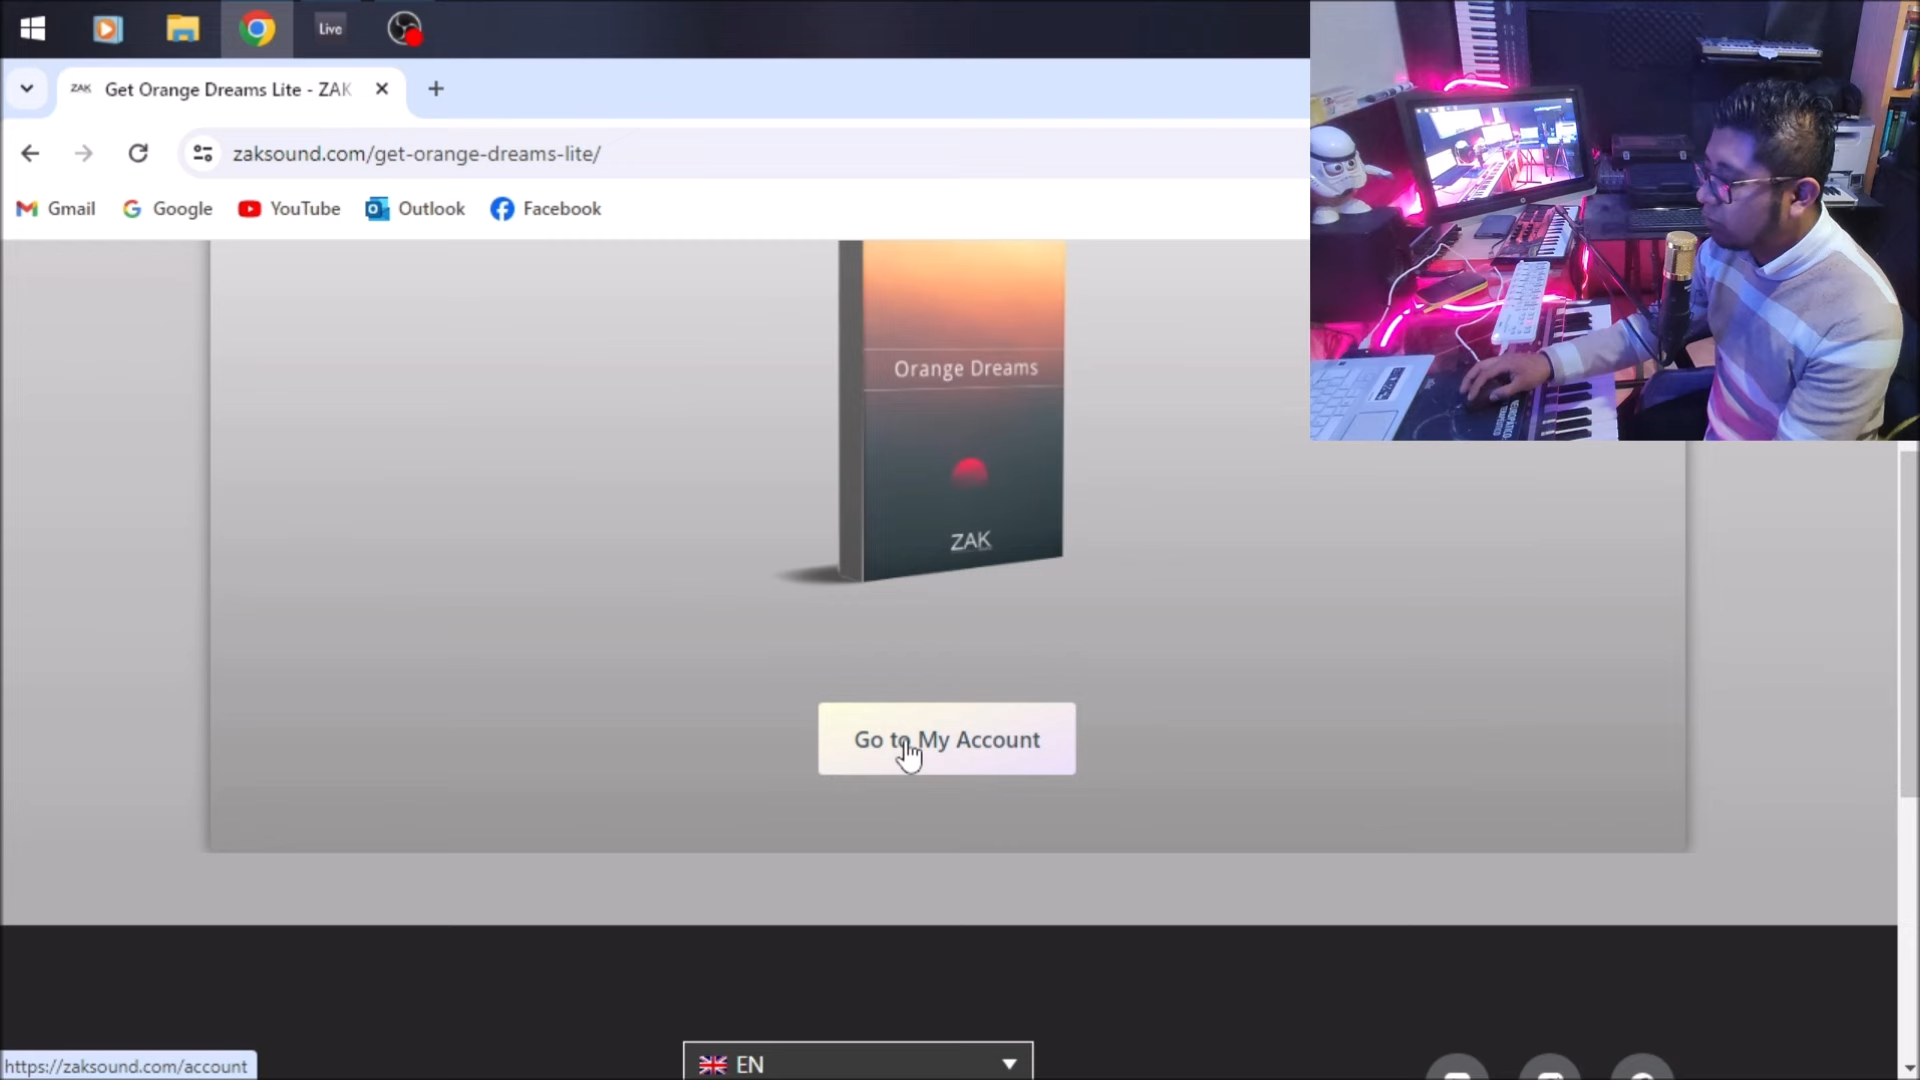 Live
ZAK Get Orange Dreams Lite - ZAK
zaksound.com/get-orange-dreams-lite/
Gmail Google YouTube Outlook Facebook
Orange Dreams
ZAK
Go to My Account
EN
https://zaksound.com/account